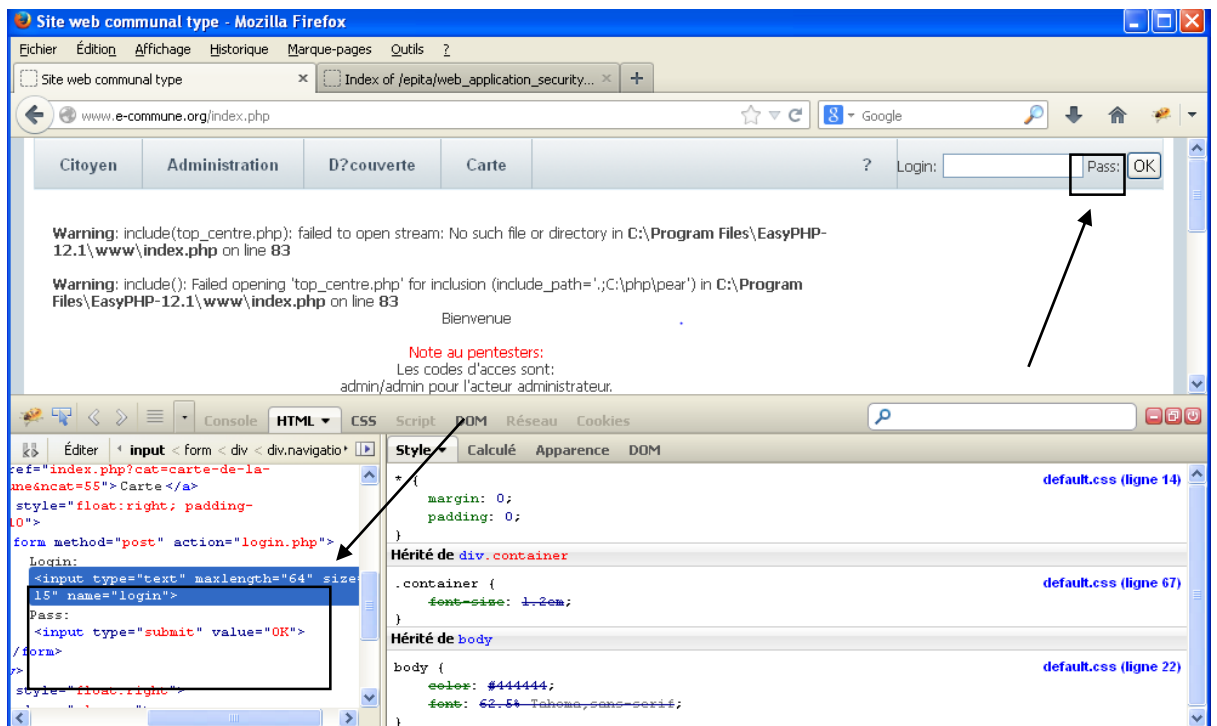 Site web communal type - Mozilla Firefox
Fichier Édition Affichage Historique Marque-pages Outils ?
Site web communal type × Index of /epita/web_application_security... × +
www.e-commune.org/index.php Google
Citoyen Administration D?couverte Carte ? Login: Pass: OK
Warning: include(top_centre.php): failed to open stream: No such file or directory in C:\Program Files\EasyPHP-
12.1\www\index.php on line 83
Warning: include(): Failed opening 'top_centre.php' for inclusion (include_path='.;C:\php\pear') in C:\Program
Files\EasyPHP-12.1\www\index.php on line 83
Bienvenue
Note au pentesters:
Les codes d'acces sont:
admin/admin pour l'acteur administrateur.
Console HTML CSS Script DOM Réseau Cookies
Éditer input < form < div < div.navigatio
ref="index.php?cat=carte-de-la-
une&ncat=55">Carte</a>
style="float:right; padding-
10">
form method="post" action="login.php">
Login:
<input type="text" maxlength="64" size=
15" name="login">
Pass:
<input type="submit" value="OK">
/form>
style="float:right">
Style Calculé Apparence DOM
* { default.css (ligne 14)
margin: 0;
padding: 0;
}
Hérité de div.container
.container { default.css (ligne 67)
font-size: 1.2em;
}
Hérité de body
body { default.css (ligne 22)
color: #444444;
font: 62.5% Tahoma,sans-serif;
}